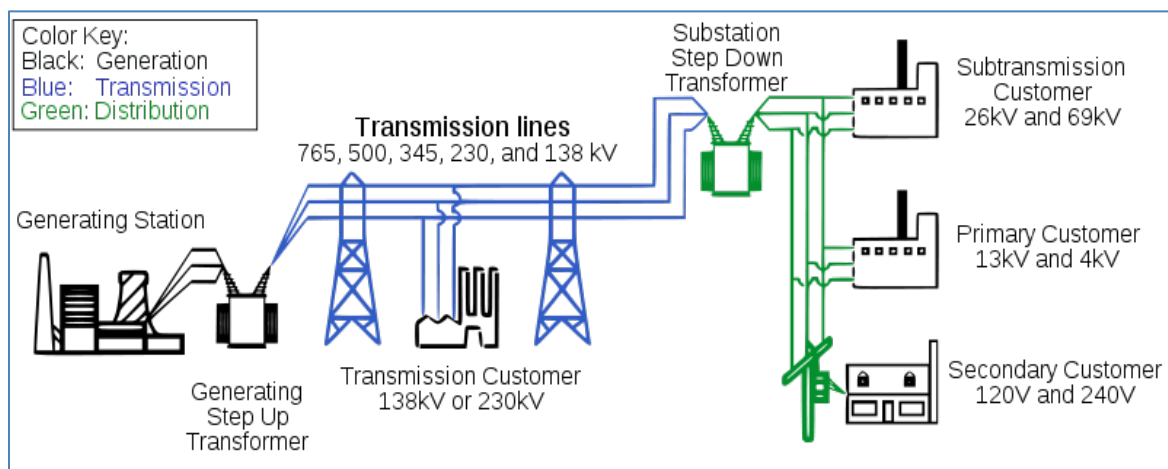 Color Key:
Black: Generation
Blue: Transmission
Green: Distribution
Substation
Step Down
Transformer
Subtransmission
Customer
26kV and 69kV
Transmission lines
765, 500, 345, 230, and 138 kV
Generating Station
Primary Customer
13kV and 4kV
Transmission Customer
138kV or 230kV
Generating
Step Up
Transformer
Secondary Customer
120V and 240V